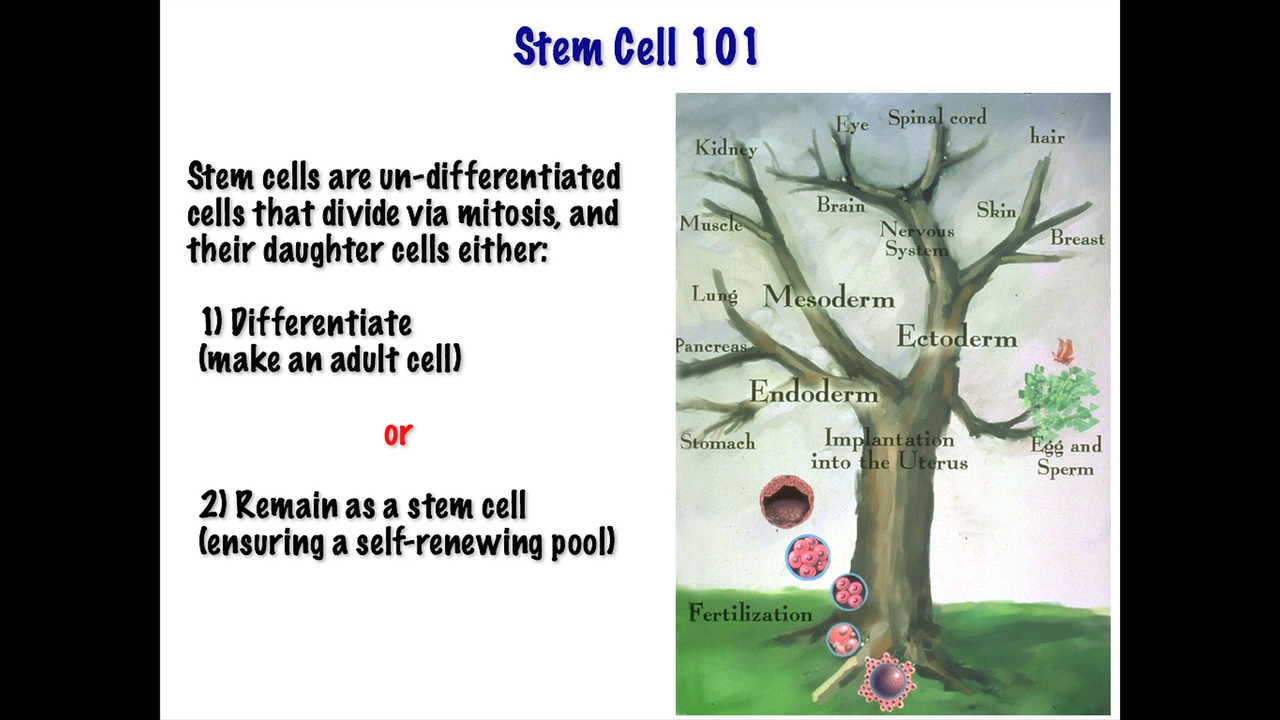 Stem Cell 101
Stem cells are un-differentiated
cells that divide via mitosis, and
their daughter cells either:
1) Differentiate
(make an adult cell)
or
2) Remain as a stem cell
(ensuring a self-renewing pool)
Eye
Spinal cord
hair
Kidney
Brain
Skin
Muscle
Nervous
System
Breast
Lung
Mesoderm
Ectoderm
Pancreas
Endoderm
Stomach
Implantation
into the Uterus
Egg and
Sperm
Fertilization